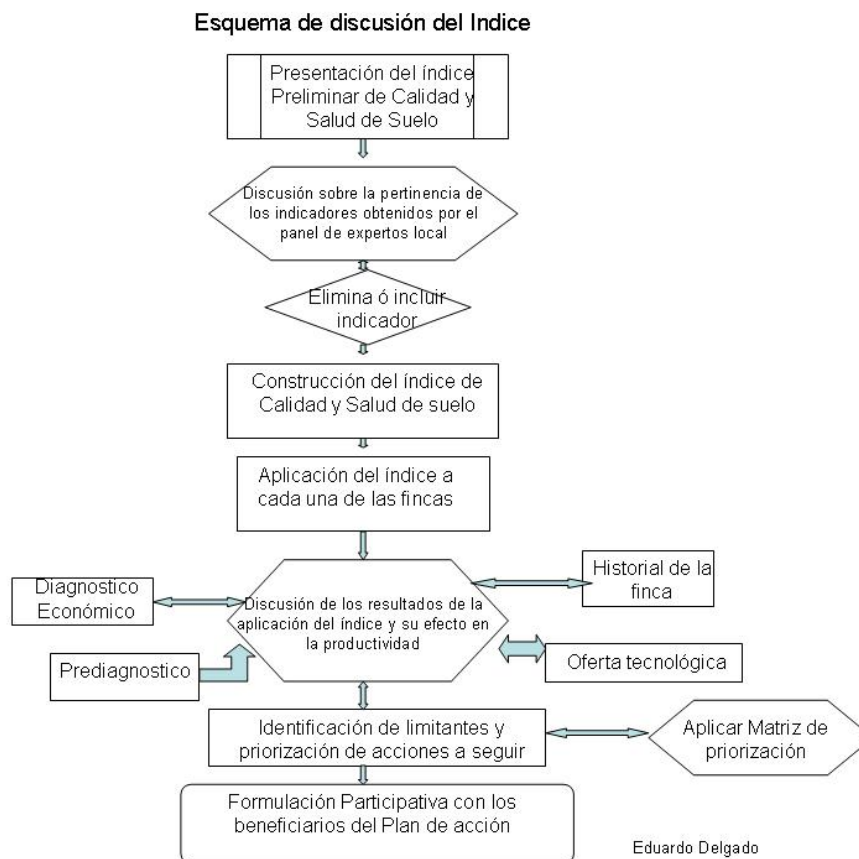 Esquema de discusión del Indice
Presentación del índice
Preliminar de Calidad y
Salud de Suelo
Discusión sobre la pertinencia de
los indicadores obtenidos por el
panel de expertos local
Elimina ó incluir
indicador
Construcción del índice de
Calidad y Salud de suelo
Aplicación del índice a
cada una de las fincas
Diagnostico
Económico
Discusión de los resultados de la
aplicación del índice y su efecto en
la productividad
Historial de la
finca
Prediagnostico
Oferta tecnológica
Identificación de limitantes y
priorización de acciones a seguir
Aplicar Matriz de
priorización
Formulación Participativa con los
beneficiarios del Plan de acción
Eduardo Delgado